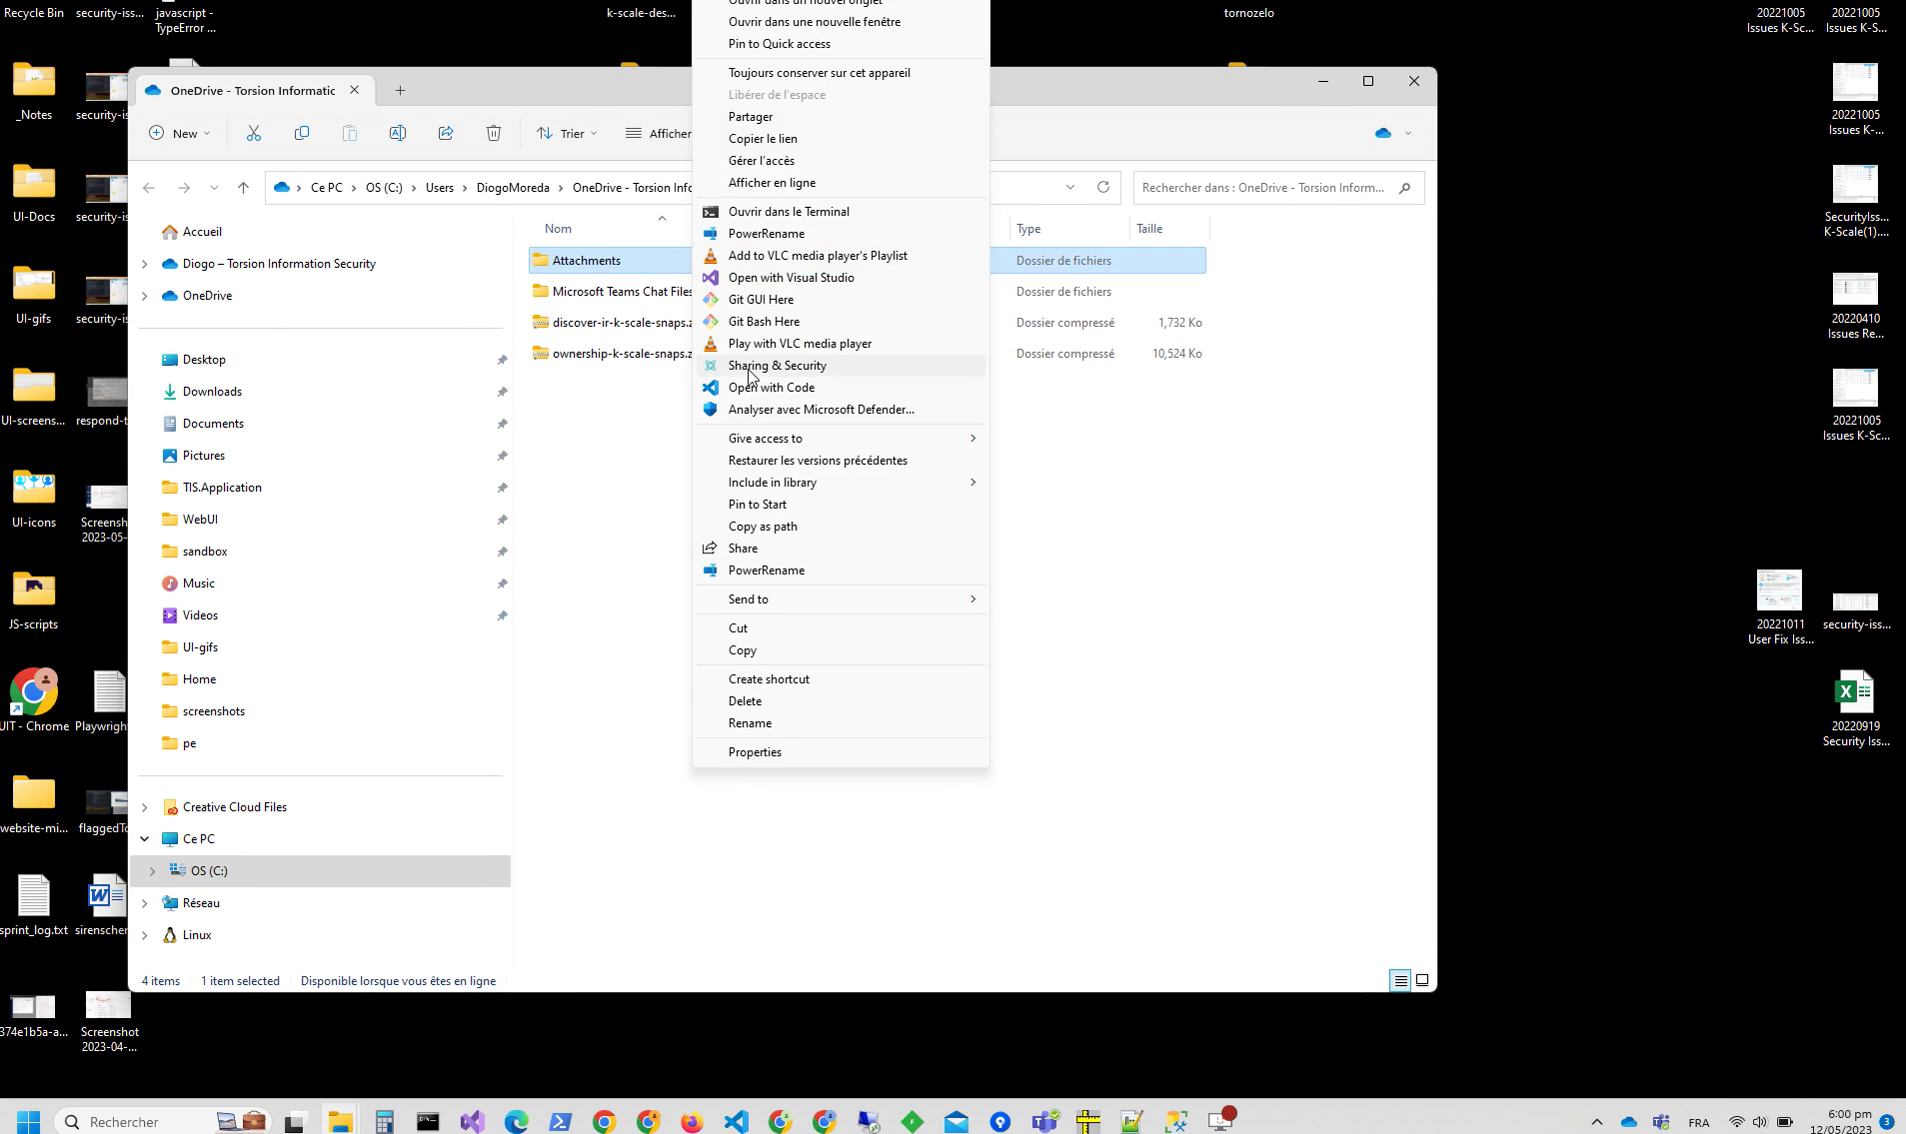 Recycle Bin
security-iss...
javascript -
TypeError ...
k-scale-des...
tornozelo
20221005
Issues K-Sc...
20221005
Issues K-S...
_Notes
security-is
UI-Docs
security-is
UI-gifs
security-is
UI-screens...
respond-t
UI-icons
Screensh
2023-05-
JS-scripts
UIT - Chrome
Playwrigh
website-mi...
flaggedTo
sprint_log.txt
sirenscher
374e1b5a-a...
Screenshot
2023-04-...
OneDrive - Torsion Informatic
New
Trier
Afficher
Ce PC
OS (C:)
Users
DiogoMoreda
OneDrive - Torsion Info
Rechercher dans : OneDrive - Torsion Inform...
Accueil
Diogo – Torsion Information Security
OneDrive
Desktop
Downloads
Documents
Pictures
TIS.Application
WebUI
sandbox
Music
Videos
UI-gifs
Home
screenshots
pe
Creative Cloud Files
Ce PC
OS (C:)
Réseau
Linux
Nom
Type
Taille
Attachments
Dossier de fichiers
Microsoft Teams Chat Files
Dossier de fichiers
discover-ir-k-scale-snaps.z
Dossier compressé
1,732 Ko
ownership-k-scale-snaps.z
Dossier compressé
10,524 Ko
4 items
1 item selected
Disponible lorsque vous êtes en ligne
Ouvrir dans un nouvel onglet
Ouvrir dans une nouvelle fenêtre
Pin to Quick access
Toujours conserver sur cet appareil
Libérer de l'espace
Partager
Copier le lien
Gérer l'accès
Afficher en ligne
Ouvrir dans le Terminal
PowerRename
Add to VLC media player's Playlist
Open with Visual Studio
Git GUI Here
Git Bash Here
Play with VLC media player
Sharing & Security
Open with Code
Analyser avec Microsoft Defender...
Give access to
Restaurer les versions précédentes
Include in library
Pin to Start
Copy as path
Share
PowerRename
Send to
Cut
Copy
Create shortcut
Delete
Rename
Properties
20221005
Issues K-...
SecurityIss...
K-Scale(1)....
20220410
Issues Re...
20221005
Issues K-Sc...
20221011
User Fix Iss...
security-iss...
20220919
Security Iss...
Rechercher
FRA
6:00 pm
12/05/2023
3